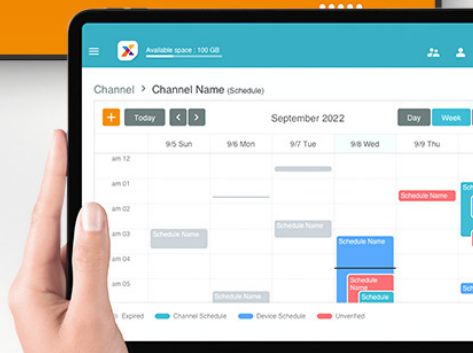 Available space : 100 GB
Channel > Channel Name (Schedule)
+ Today < > September 2022 Day Week
9/5 Sun 9/6 Mon 9/7 Tue 9/8 Wed 9/9 Thu
am 12
am 01
Schedule Name
am 02
am 03
Schedule Name
Schedule Name
Schedule Name
am 04
am 05
Schedule Name
Schedule
Name
Schedule
Expired Channel Schedule Device Schedule Unverified